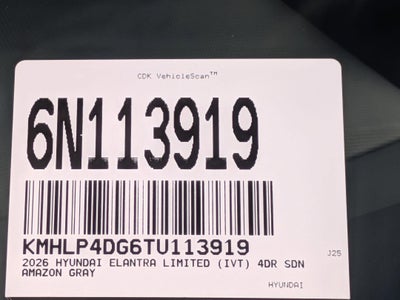 CDK VehicleScan™
6N113919
KMHLP4DG6TU113919
2026 HYUNDAI ELANTRA LIMITED (IVT) 4DR SDN
AMAZON GRAY
J25
HYUNDAI